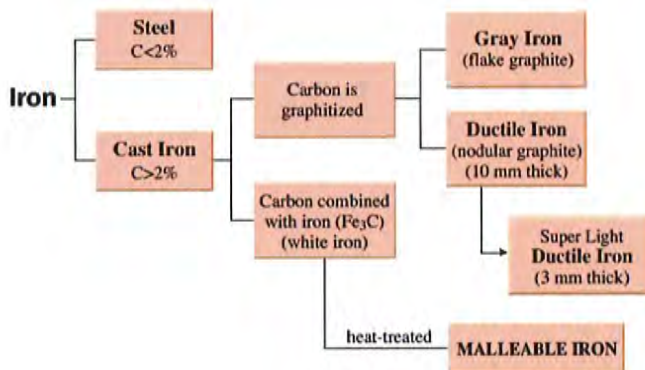 Iron
Steel
C<2%
Cast Iron
C>2%
Carbon is
graphitized
Carbon combined
with iron (Fe₃C)
(white iron)
Gray Iron
(flake graphite)
Ductile Iron
(nodular graphite)
(10 mm thick)
Super Light
Ductile Iron
(3 mm thick)
heat-treated
MALLEABLE IRON